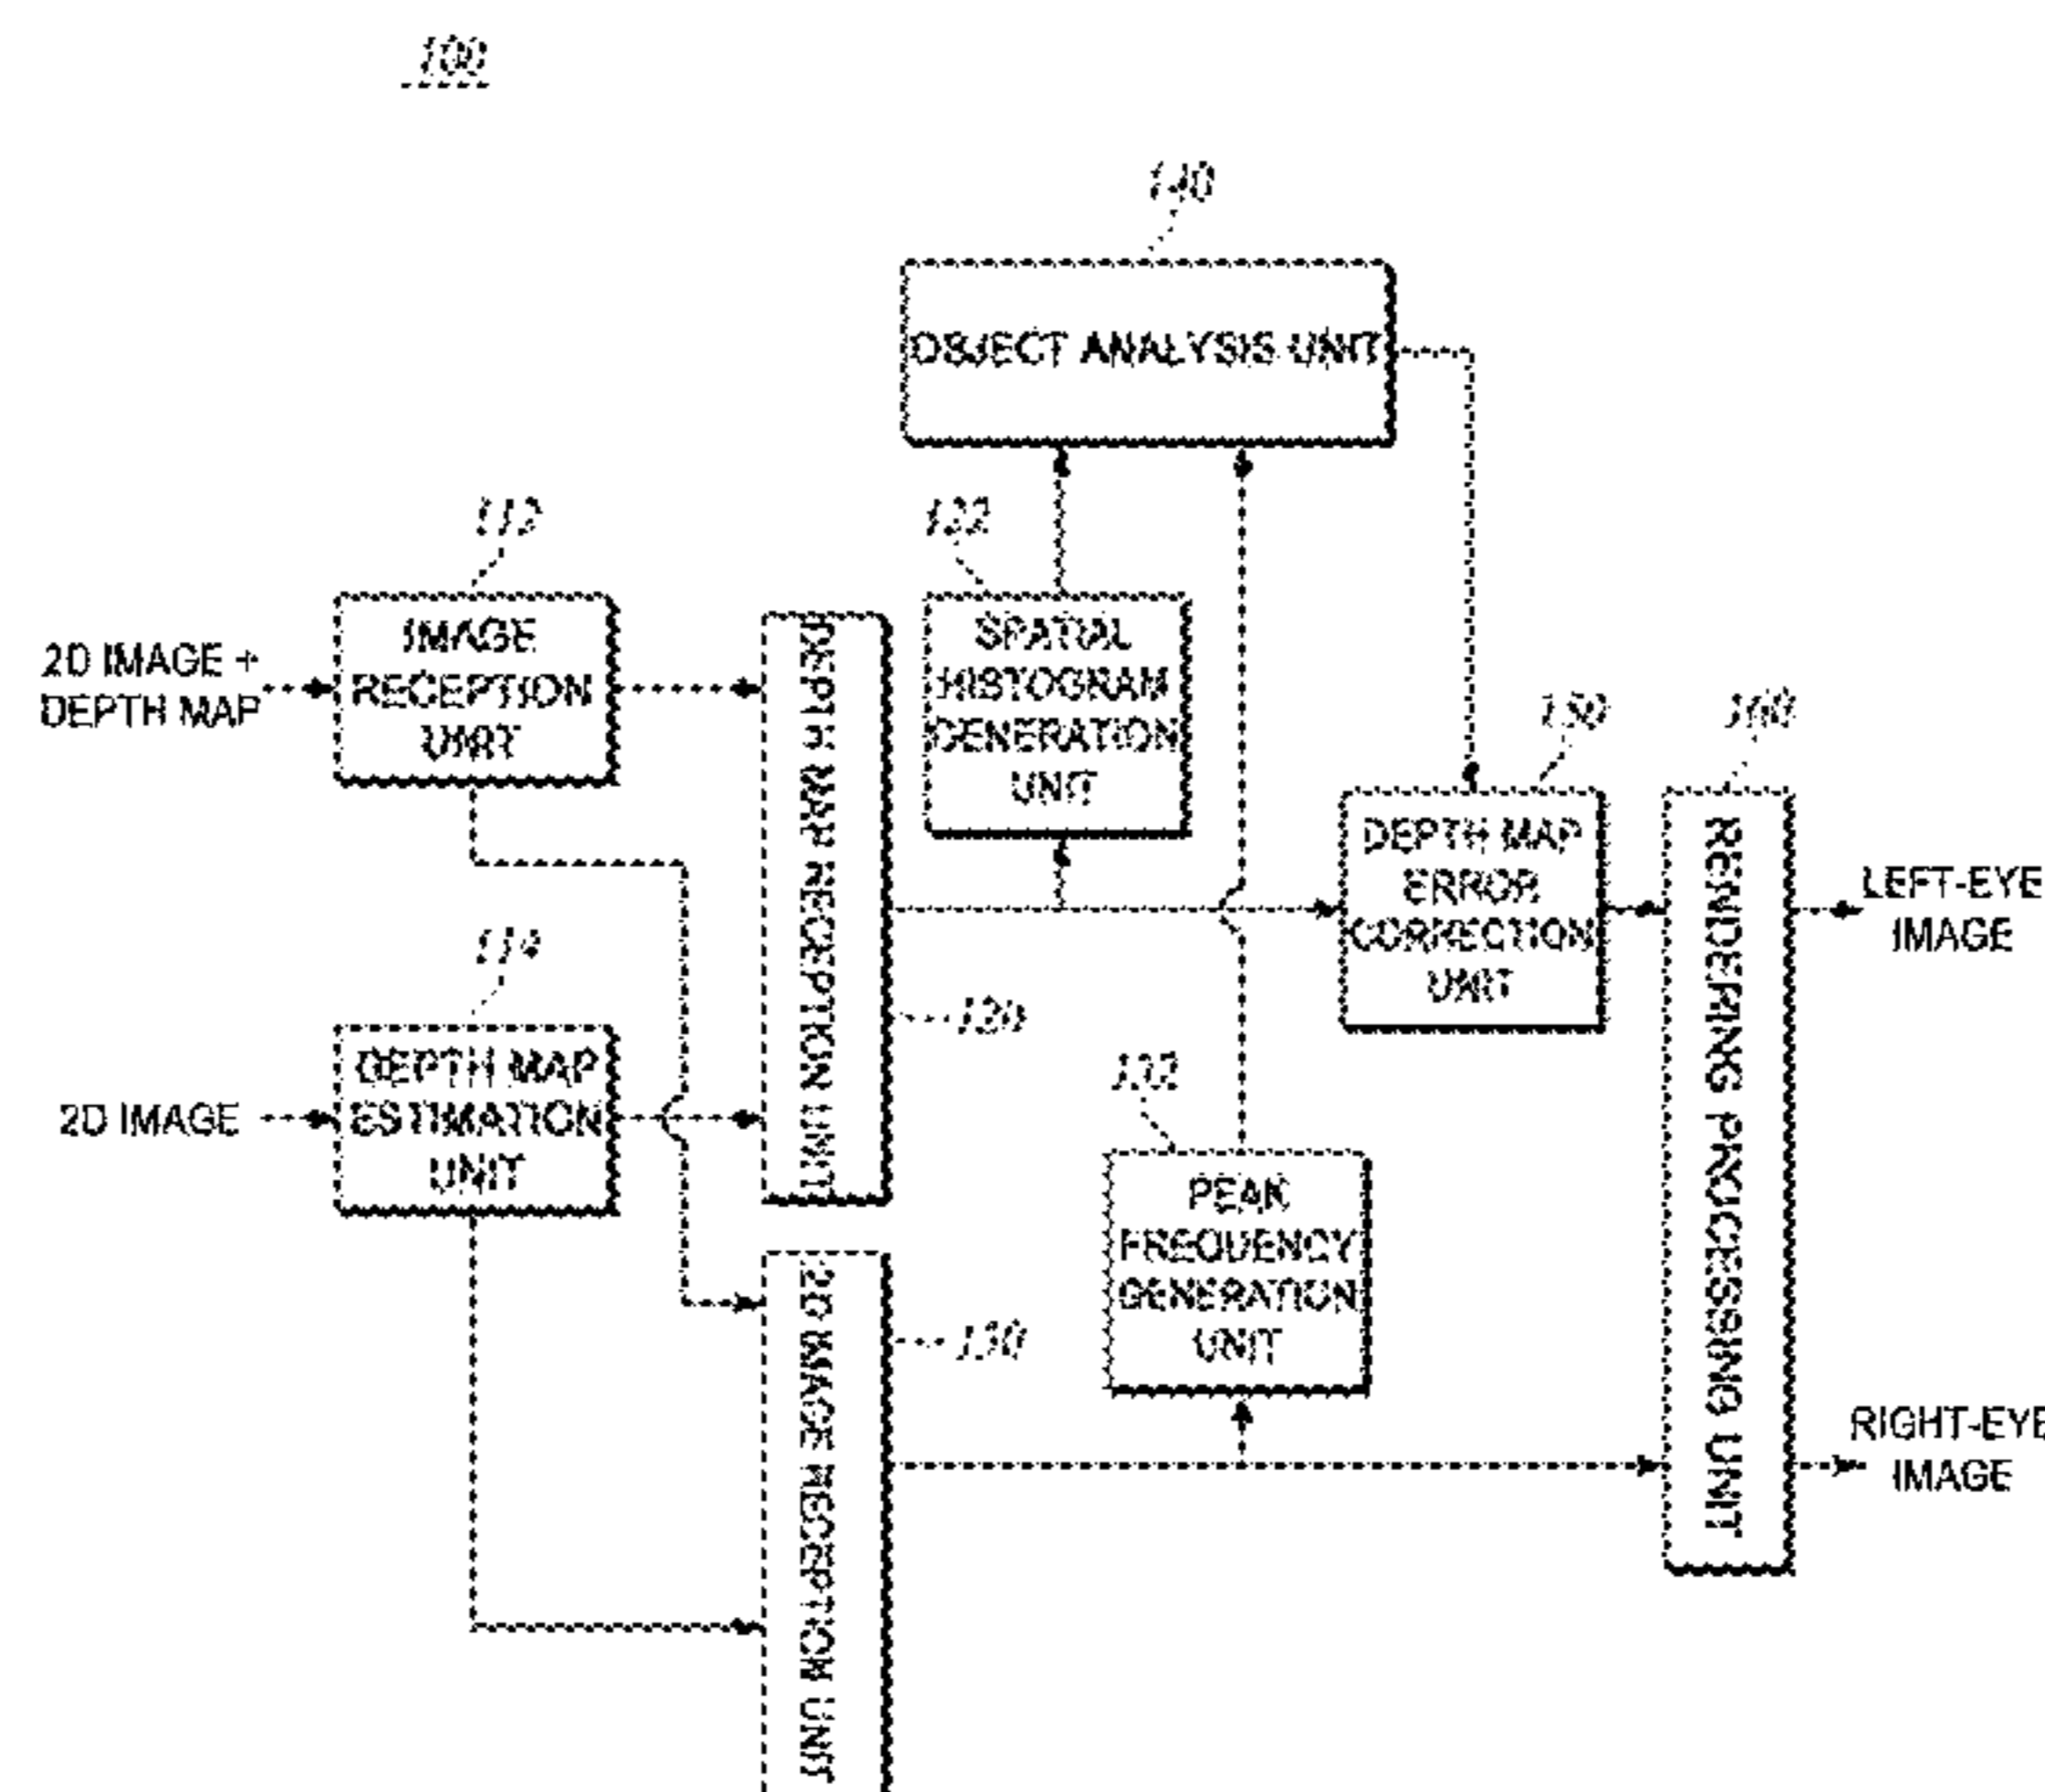 100
140
OBJECT ANALYSIS UNIT
112
122
IMAGE
RECEPTION
UNIT
2D IMAGE +
DEPTH MAP
DEPTH MAP RECEPTION UNIT
SPATIAL
HISTOGRAM
GENERATION
UNIT
150
160
DEPTH MAP
ERROR
CORRECTION
UNIT
RENDERING PROCESSING UNIT
LEFT-EYE
IMAGE
114
120
DEPTH MAP
ESTIMATION
UNIT
2D IMAGE
132
PEAK
FREQUENCY
GENERATION
UNIT
2D IMAGE RECEPTION UNIT
130
RIGHT-EYE
IMAGE